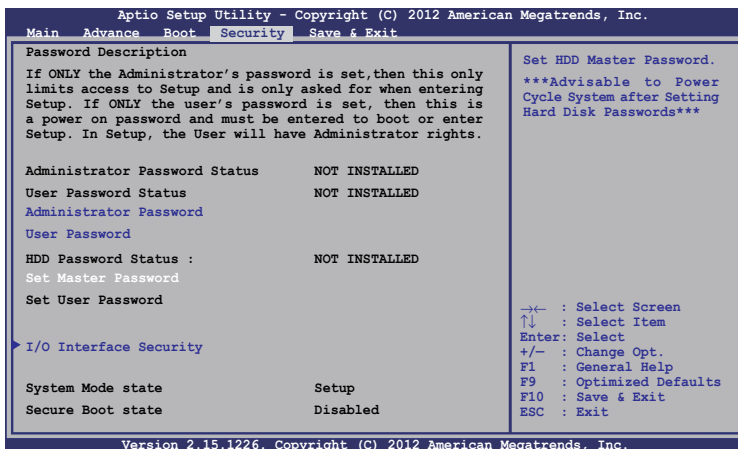 Aptio Setup Utility - Copyright (C) 2012 American Megatrends, Inc.
Main Advance Boot Security Save & Exit
Password Description
If ONLY the Administrator's password is set,then this only
limits access to Setup and is only asked for when entering
Setup. If ONLY the user's password is set, then this is
a power on password and must be entered to boot or enter
Setup. In Setup, the User will have Administrator rights.
Administrator Password Status NOT INSTALLED
User Password Status NOT INSTALLED
Administrator Password
User Password
HDD Password Status : NOT INSTALLED
Set Master Password
Set User Password
I/O Interface Security
System Mode state Setup
Secure Boot state Disabled
Set HDD Master Password.
***Advisable to Power
Cycle System after Setting
Hard Disk Passwords***
→← : Select Screen
↑↓ : Select Item
Enter: Select
+/— : Change Opt.
F1 : General Help
F9 : Optimized Defaults
F10 : Save & Exit
ESC : Exit
Version 2.15.1226. Copyright (C) 2012 American Megatrends, Inc.